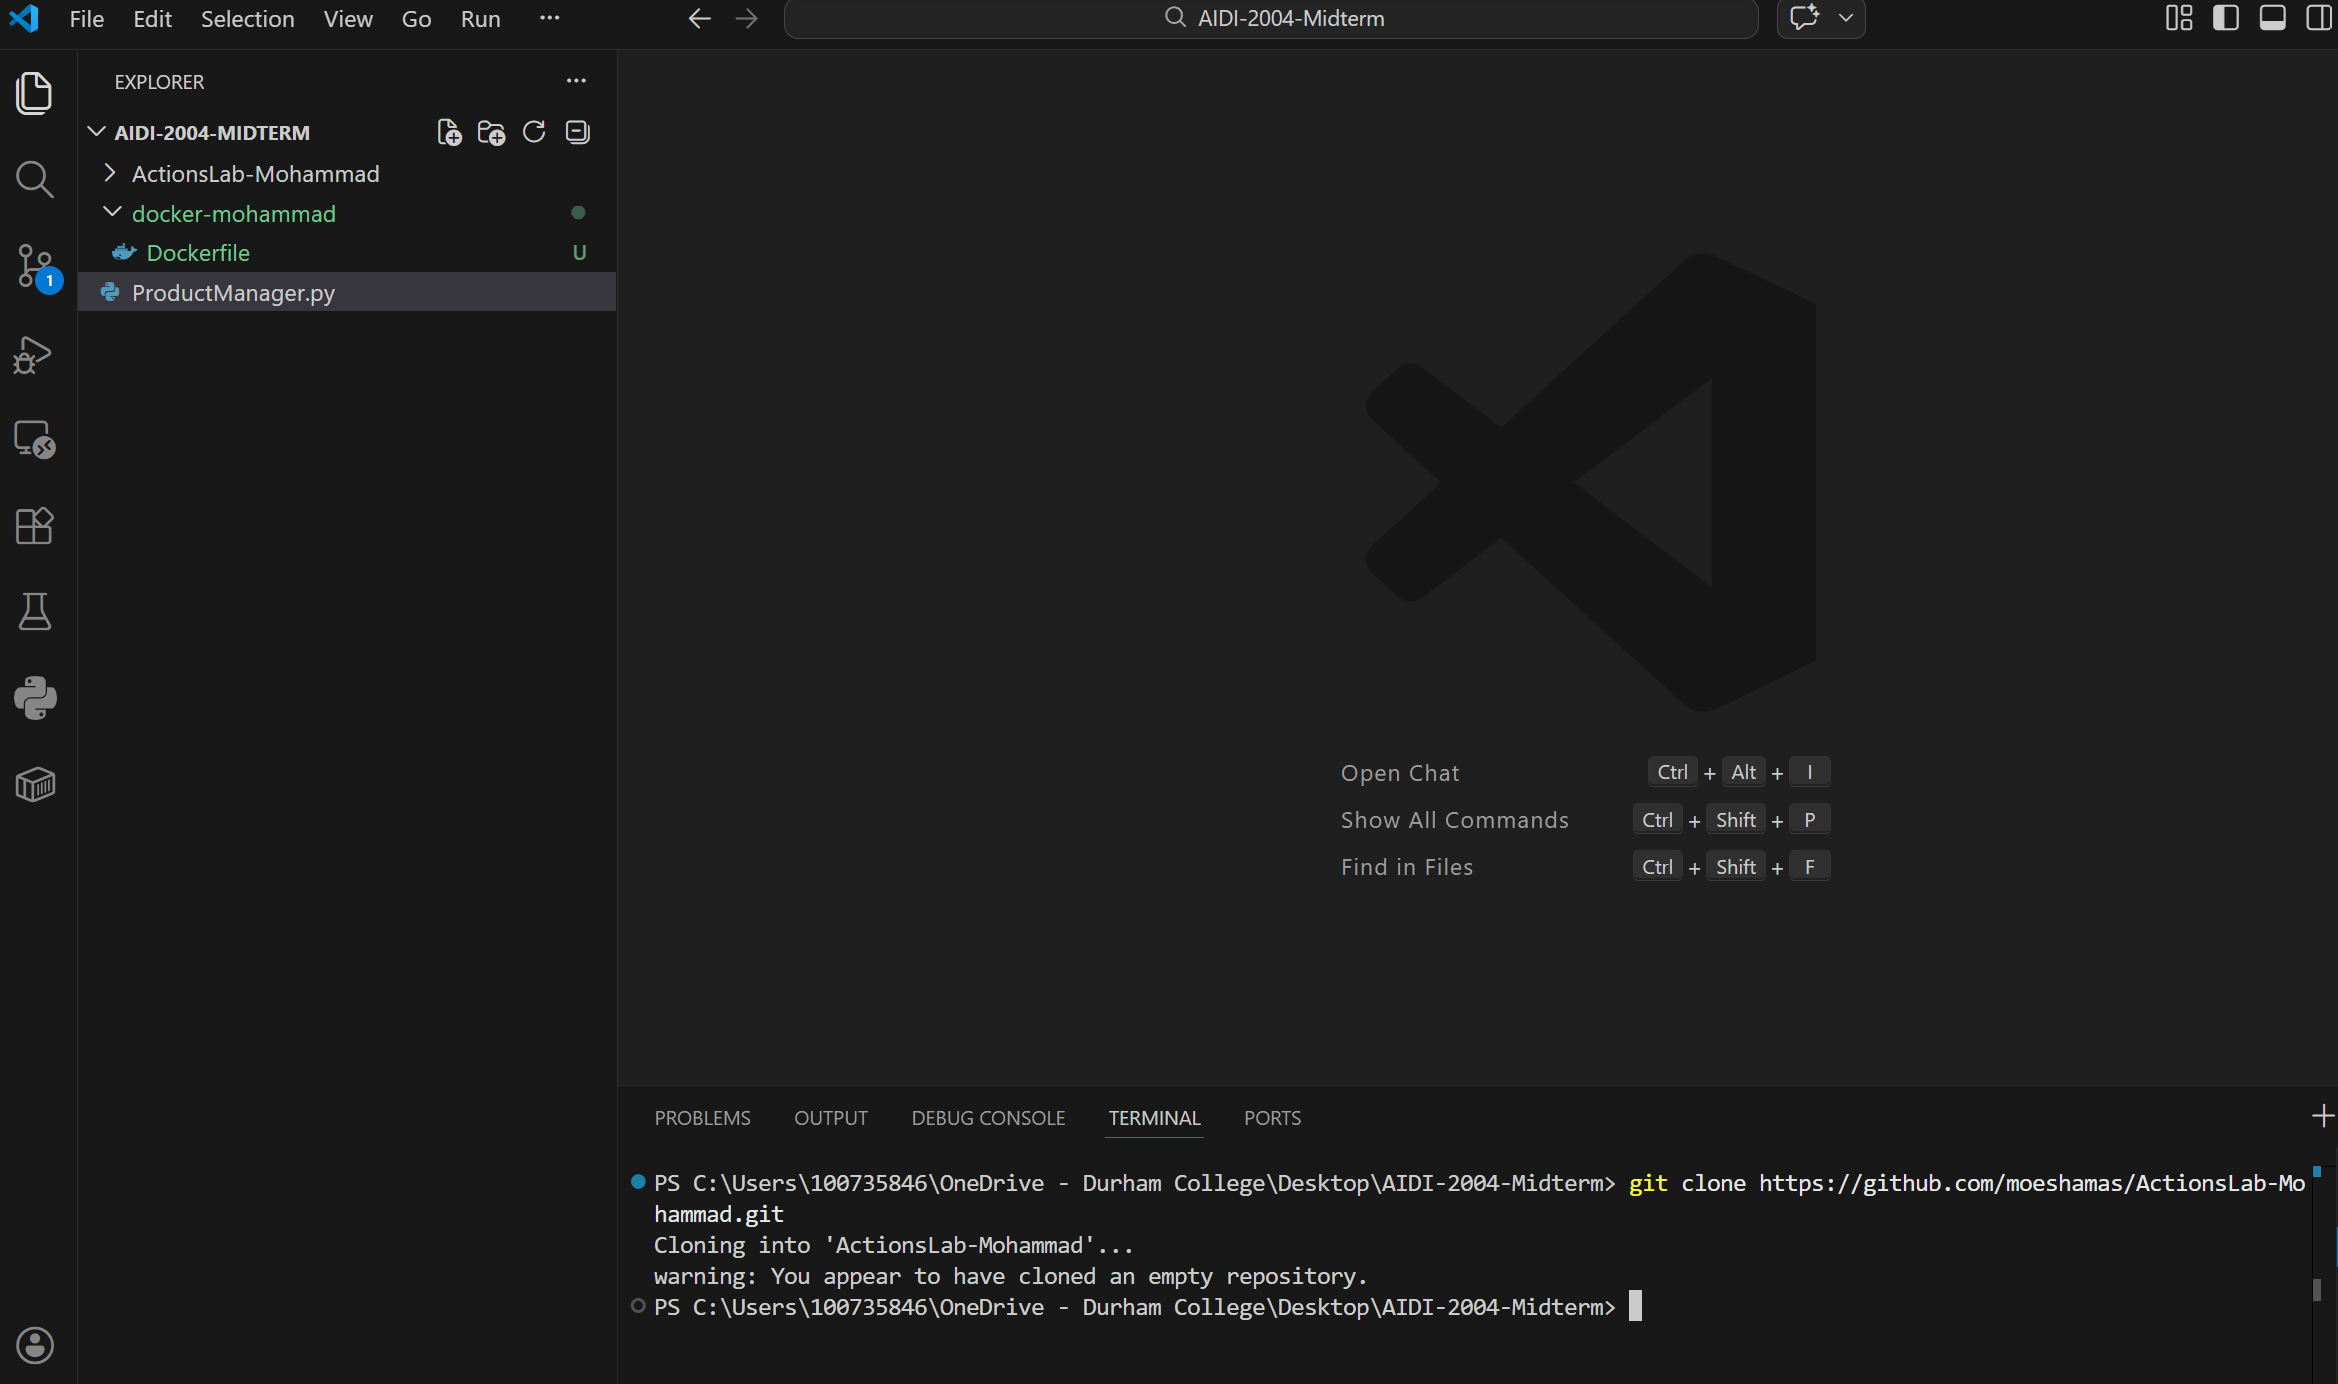 File Edit Selection View Go Run ···
AIDI-2004-Midterm
EXPLORER
AIDI-2004-MIDTERM
ActionsLab-Mohammad
docker-mohammad
Dockerfile U
ProductManager.py
1
Open Chat Ctrl + Alt + I
Show All Commands Ctrl + Shift + P
Find in Files Ctrl + Shift + F
PROBLEMS OUTPUT DEBUG CONSOLE TERMINAL PORTS
PS C:\Users\100735846\OneDrive - Durham College\Desktop\AIDI-2004-Midterm> git clone https://github.com/moeshamas/ActionsLab-Mo
hammad.git
Cloning into 'ActionsLab-Mohammad'...
warning: You appear to have cloned an empty repository.
PS C:\Users\100735846\OneDrive - Durham College\Desktop\AIDI-2004-Midterm>